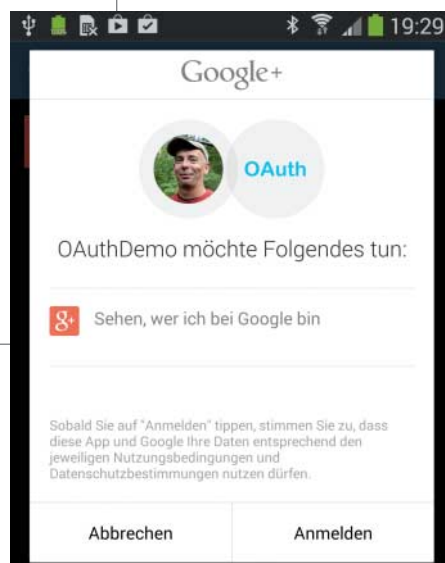 19:29
Google+
OAuth
OAuthDemo möchte Folgendes tun:
g+ Sehen, wer ich bei Google bin
Sobald Sie auf "Anmelden" tippen, stimmen Sie zu, dass
diese App und Google Ihre Daten entsprechend den
jeweiligen Nutzungsbedingungen und
Datenschutzbestimmungen nutzen dürfen.
Abbrechen Anmelden